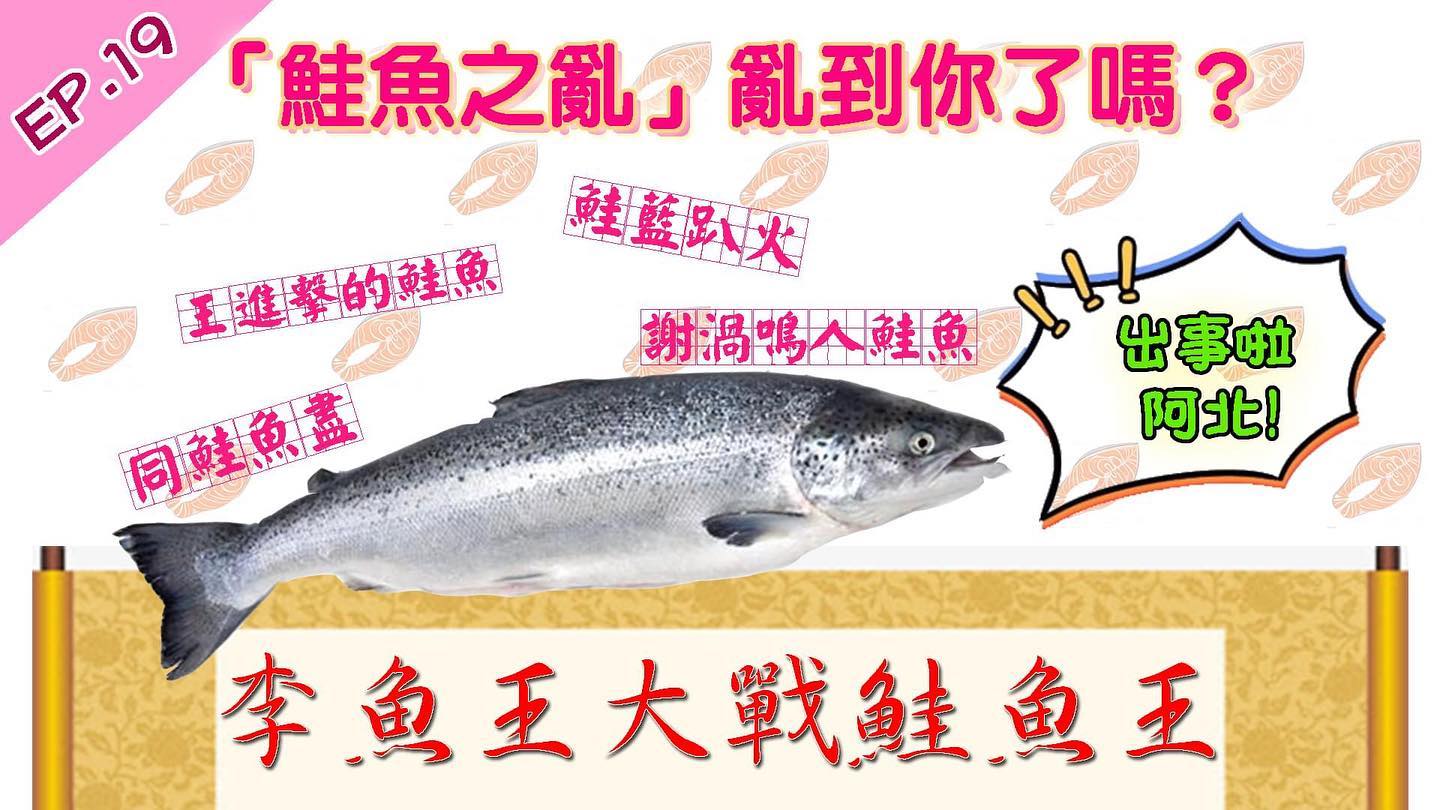 EP.19
「鮭魚之亂」亂到你了嗎？
鮭藍趴火
王進擊的鮭魚
謝渦鳴人鮭魚
同鮭魚盡
出事啦
阿北!
李魚王大戰鮭魚王